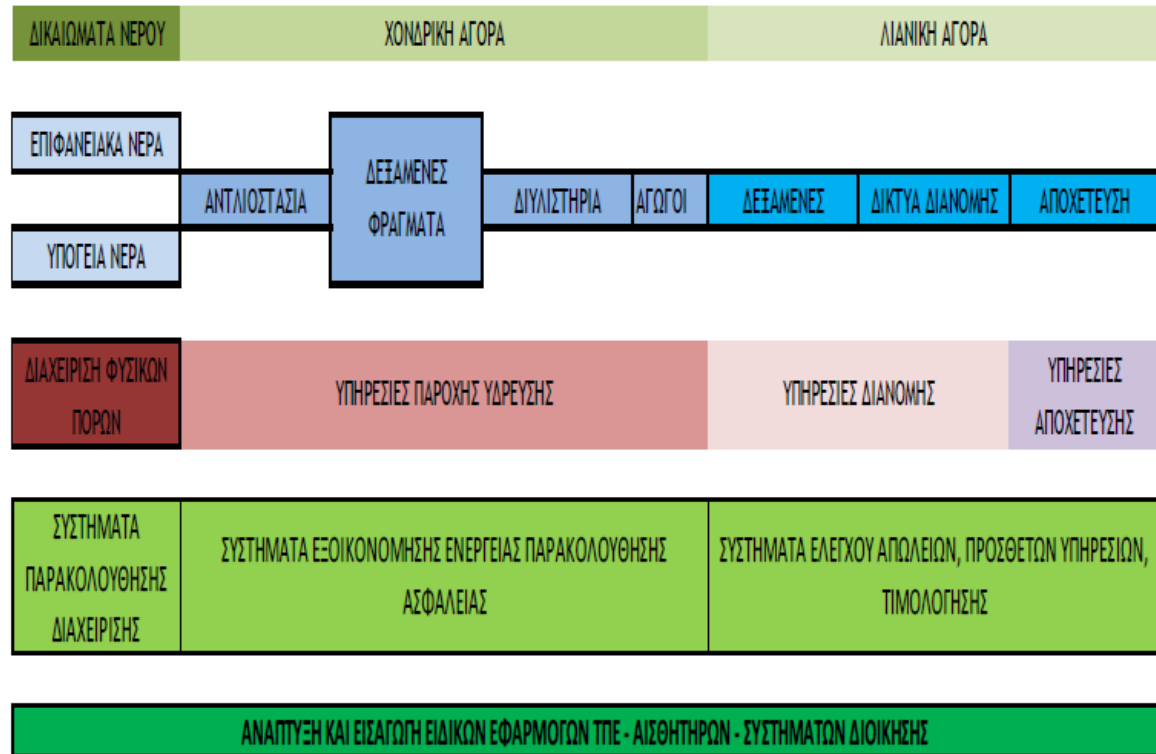 ΔΙΚΑΙΩΜΑΤΑ ΝΕΡΟΥ
ΧΟΝΔΡΙΚΗ ΑΓΟΡΑ
ΛΙΑΝΙΚΗ ΑΓΟΡΑ
ΕΠΙΦΑΝΕΙΑΚΑ ΝΕΡΑ
ΥΠΟΓΕΙΑ ΝΕΡΑ
ΑΝΤΛΙΟΣΤΑΣΙΑ
ΔΕΞΑΜΕΝΕΣ
ΦΡΑΓΜΑΤΑ
ΔΙΥΛΙΣΤΗΡΙΑ
ΑΓΩΓΟΙ
ΔΕΞΑΜΕΝΕΣ
ΔΙΚΤΥΑ ΔΙΑΝΟΜΗΣ
ΑΠΟΧΕΤΕΥΣΗ
ΔΙΑΧΕΙΡΙΣΗ ΦΥΣΙΚΩΝ
ΠΟΡΩΝ
ΥΠΗΡΕΣΙΕΣ ΠΑΡΟΧΗΣ ΥΔΡΕΥΣΗΣ
ΥΠΗΡΕΣΙΕΣ ΔΙΑΝΟΜΗΣ
ΥΠΗΡΕΣΙΕΣ
ΑΠΟΧΕΤΕΥΣΗΣ
ΣΥΣΤΗΜΑΤΑ
ΠΑΡΑΚΟΛΟΥΘΗΣΗΣ
ΔΙΑΧΕΙΡΙΣΗΣ
ΣΥΣΤΗΜΑΤΑ ΕΞΟΙΚΟΝΟΜΗΣΗΣ ΕΝΕΡΓΕΙΑΣ ΠΑΡΑΚΟΛΟΥΘΗΣΗΣ
ΑΣΦΑΛΕΙΑΣ
ΣΥΣΤΗΜΑΤΑ ΕΛΕΓΧΟΥ ΑΠΩΛΕΙΩΝ, ΠΡΟΣΘΕΤΩΝ ΥΠΗΡΕΣΙΩΝ,
ΤΙΜΟΛΟΓΗΣΗΣ
ΑΝΑΠΤΥΞΗ ΚΑΙ ΕΙΣΑΓΩΓΗ ΕΙΔΙΚΩΝ ΕΦΑΡΜΟΓΩΝ ΤΠΕ - ΑΙΣΘΗΤΗΡΩΝ - ΣΥΣΤΗΜΑΤΩΝ ΔΙΟΙΚΗΣΗΣ